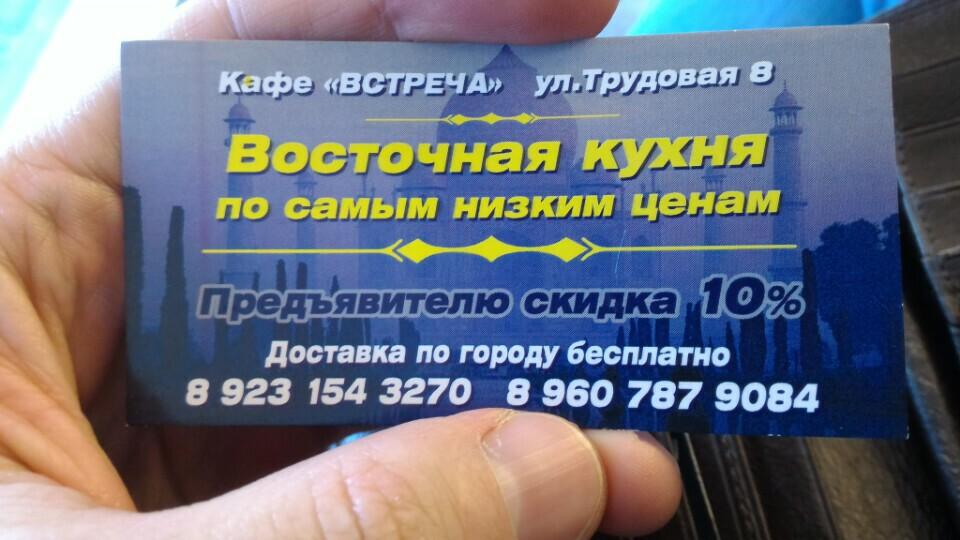 Кафе «ВСТРЕЧА» ул.Трудовая 8
Восточная кухня
по самым низким ценам
Предъявителю скидка 10%
Доставка по городу бесплатно
8 923 154 3270 8 960 787 9084